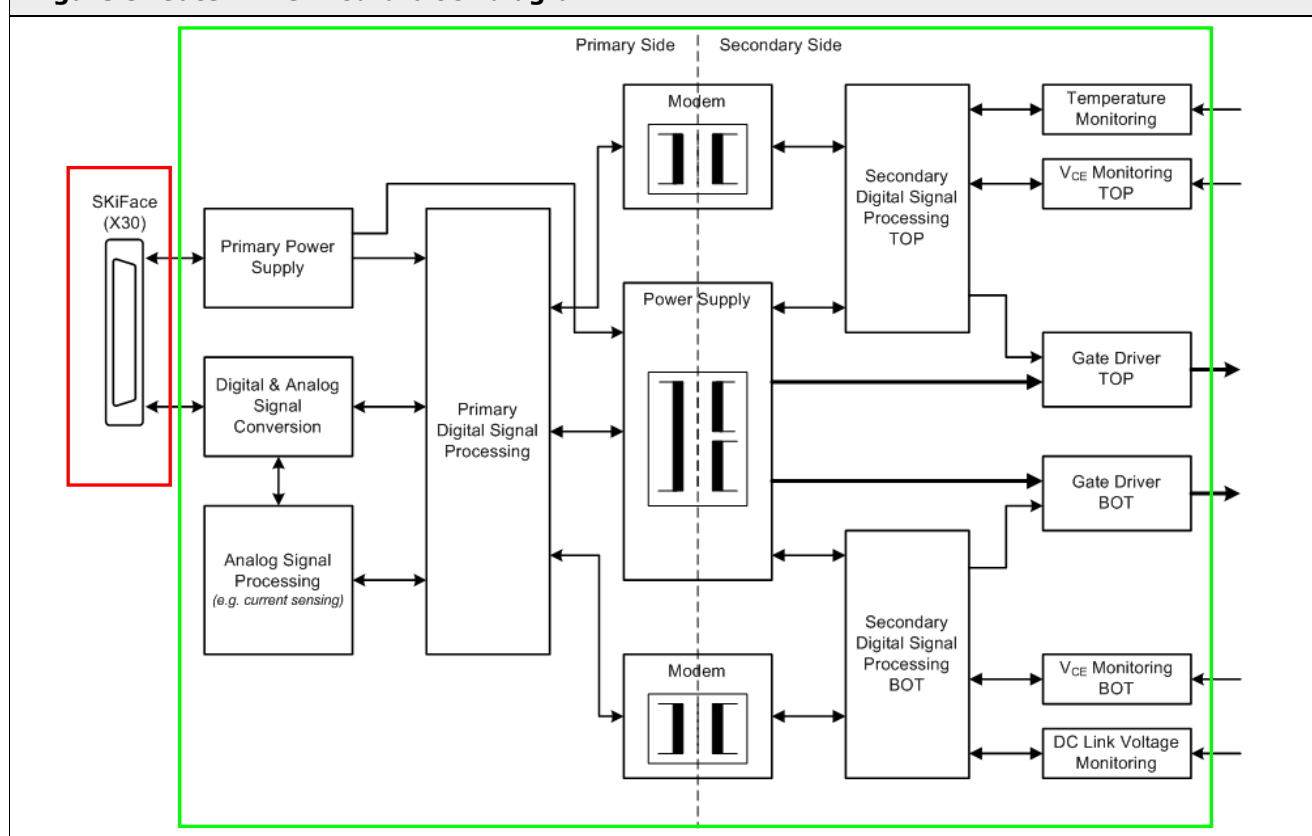 Primary Side
Secondary Side
Modem
Temperature
Monitoring
SKiFace
(X30)
Secondary
Digital Signal
Processing
TOP
VCE Monitoring
TOP
Primary Power
Supply
Power Supply
Gate Driver
TOP
Digital & Analog
Signal
Conversion
Primary
Digital Signal
Processing
Gate Driver
BOT
Analog Signal
Processing
(e.g. current sensing)
Secondary
Digital Signal
Processing
BOT
Modem
VCE Monitoring
BOT
DC Link Voltage
Monitoring